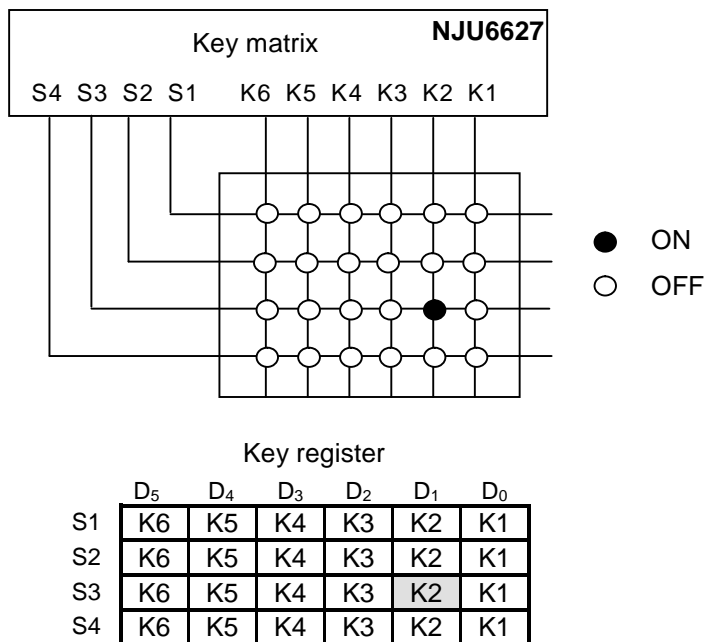 Key matrix NJU6627
S4 S3 S2 S1 K6 K5 K4 K3 K2 K1
ON
OFF
Key register
D5 D4 D3 D2 D1 D0
S1 K6 K5 K4 K3 K2 K1
S2 K6 K5 K4 K3 K2 K1
S3 K6 K5 K4 K3 K2 K1
S4 K6 K5 K4 K3 K2 K1